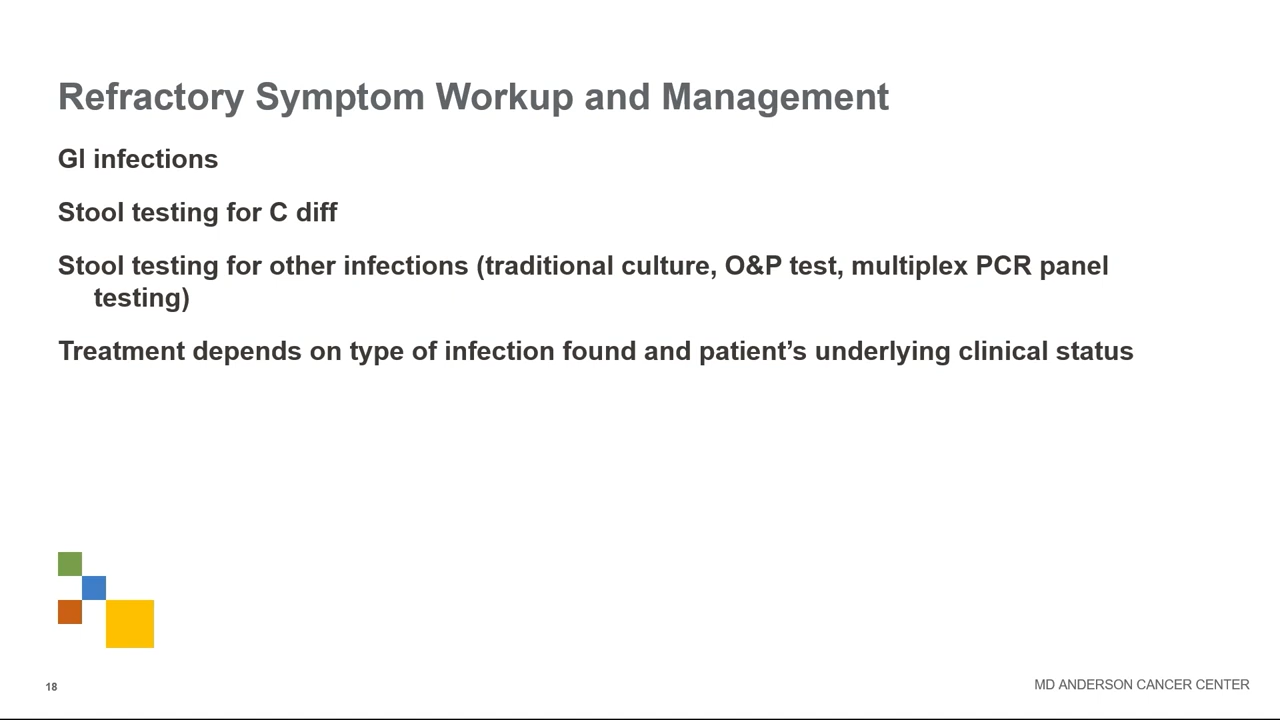 Refractory Symptom Workup and Management
GI infections
Stool testing for C diff
Stool testing for other infections (traditional culture, O&P test, multiplex PCR panel
testing)
Treatment depends on type of infection found and patient’s underlying clinical status
18
MD ANDERSON CANCER CENTER